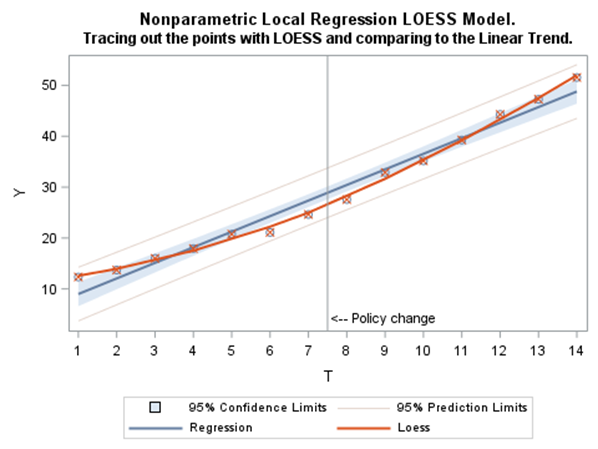 Nonparametric Local Regression LOESS Model.
Tracing out the points with LOESS and comparing to the Linear Trend.
50
40
30
20
10
Y
<-- Policy change
1 2 3 4 5 6 7 8 9 10 11 12 13 14
T
95% Confidence Limits 95% Prediction Limits
Regression Loess